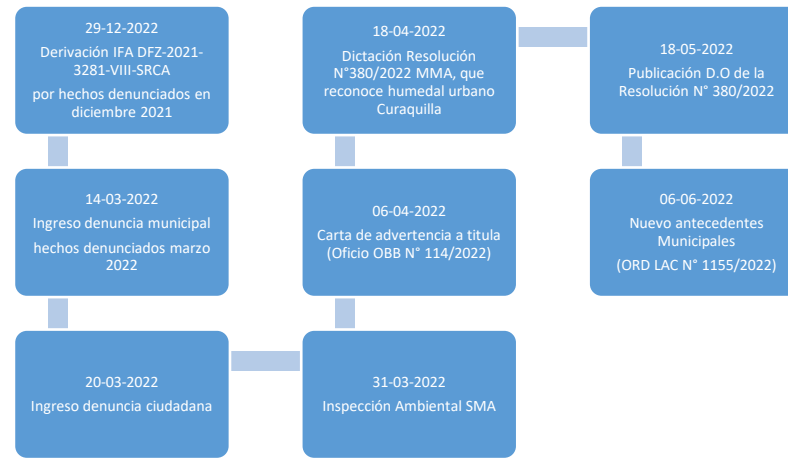 29-12-2022
Derivación IFA DFZ-2021-
3281-VIII-SRCA
por hechos denunciados en
diciembre 2021
14-03-2022
Ingreso denuncia municipal
hechos denunciados marzo
2022
20-03-2022
Ingreso denuncia ciudadana
31-03-2022
Inspección Ambiental SMA
06-04-2022
Carta de advertencia a titula
(Oficio OBB N° 114/2022)
18-04-2022
Dictación Resolución
N°380/2022 MMA, que
reconoce humedal urbano
Curaquilla
18-05-2022
Publicación D.O de la
Resolución N° 380/2022
06-06-2022
Nuevo antecedentes
Municipales
(ORD LAC N° 1155/2022)